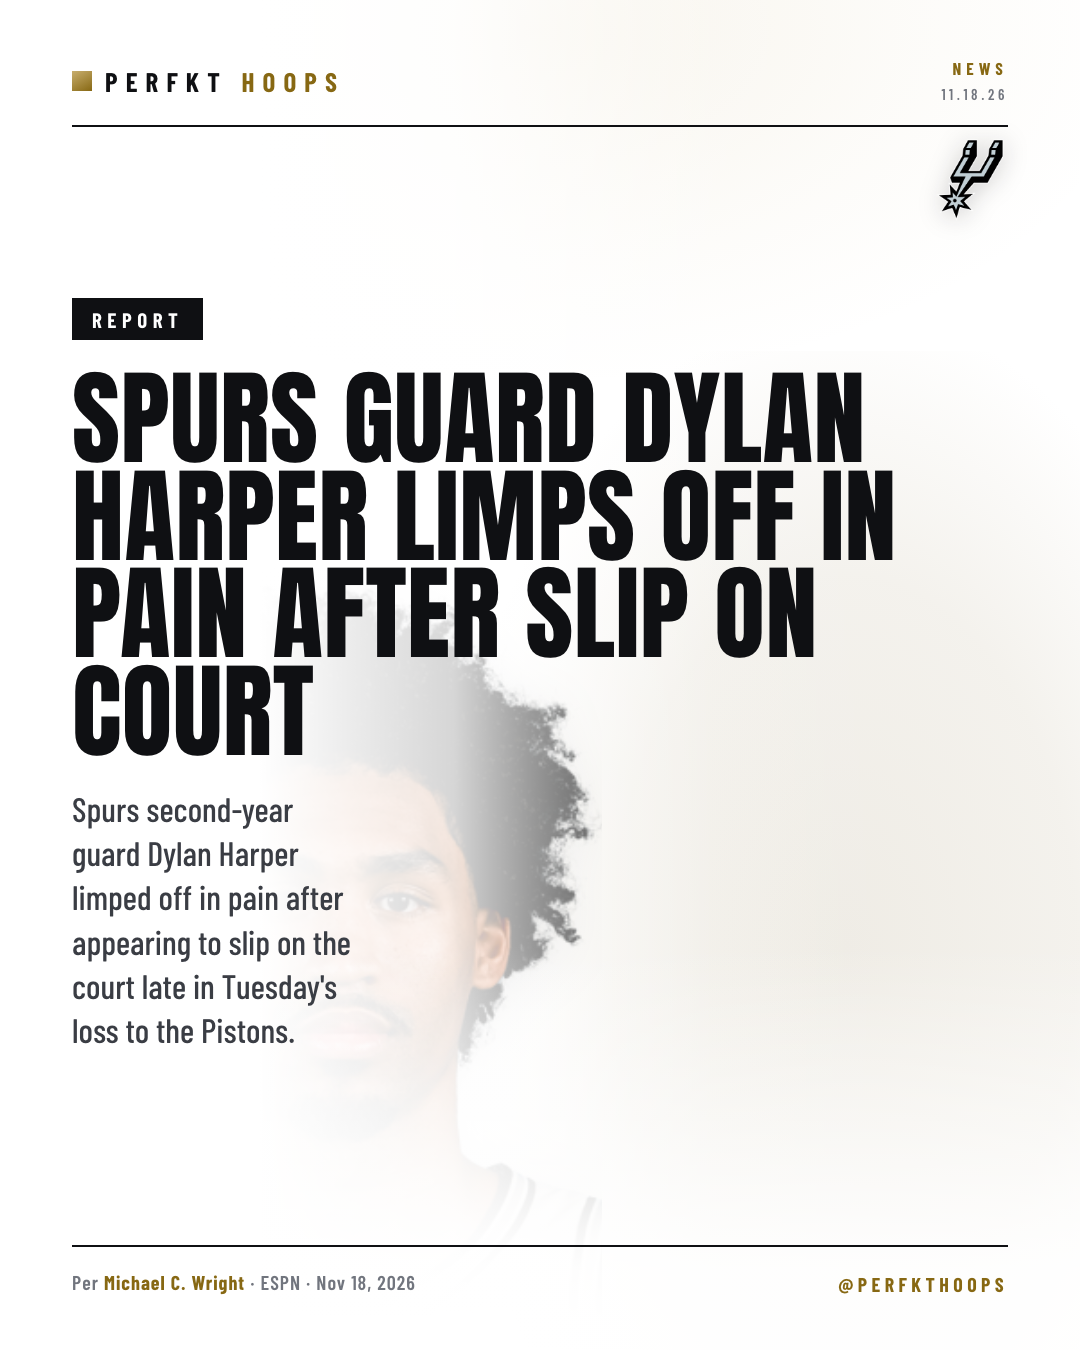 PERFKT HOOPS
NEWS
11.18.26
REPORT
SPURS GUARD DYLAN
HARPER LIMPS OFF IN
PAIN AFTER SLIP ON
COURT
Spurs second-year
guard Dylan Harper
limped off in pain after
appearing to slip on the
court late in Tuesday's
loss to the Pistons.
Per Michael C. Wright · ESPN · Nov 18, 2026
@PERFKTHOOPS